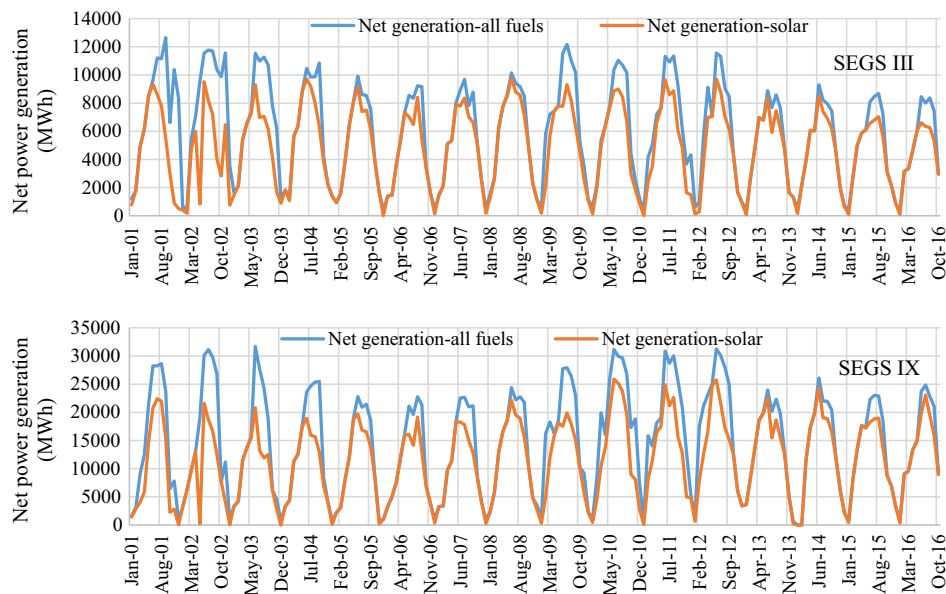 14000
12000
10000
8000
6000
4000
2000
0
Net power generation
(MWh)
Net generation-all fuels
Net generation-solar
SEGS III
Jan-01
Aug-01
Mar-02
Oct-02
May-03
Dec-03
Jul-04
Feb-05
Sep-05
Apr-06
Nov-06
Jun-07
Jan-08
Aug-08
Mar-09
Oct-09
May-10
Dec-10
Jul-11
Feb-12
Sep-12
Apr-13
Nov-13
Jun-14
Jan-15
Aug-15
Mar-16
Oct-16
35000
30000
25000
20000
15000
10000
5000
0
Net power generation
(MWh)
Net generation-all fuels
Net generation-solar
SEGS IX
Jan-01
Aug-01
Mar-02
Oct-02
May-03
Dec-03
Jul-04
Feb-05
Sep-05
Apr-06
Nov-06
Jun-07
Jan-08
Aug-08
Mar-09
Oct-09
May-10
Dec-10
Jul-11
Feb-12
Sep-12
Apr-13
Nov-13
Jun-14
Jan-15
Aug-15
Mar-16
Oct-16